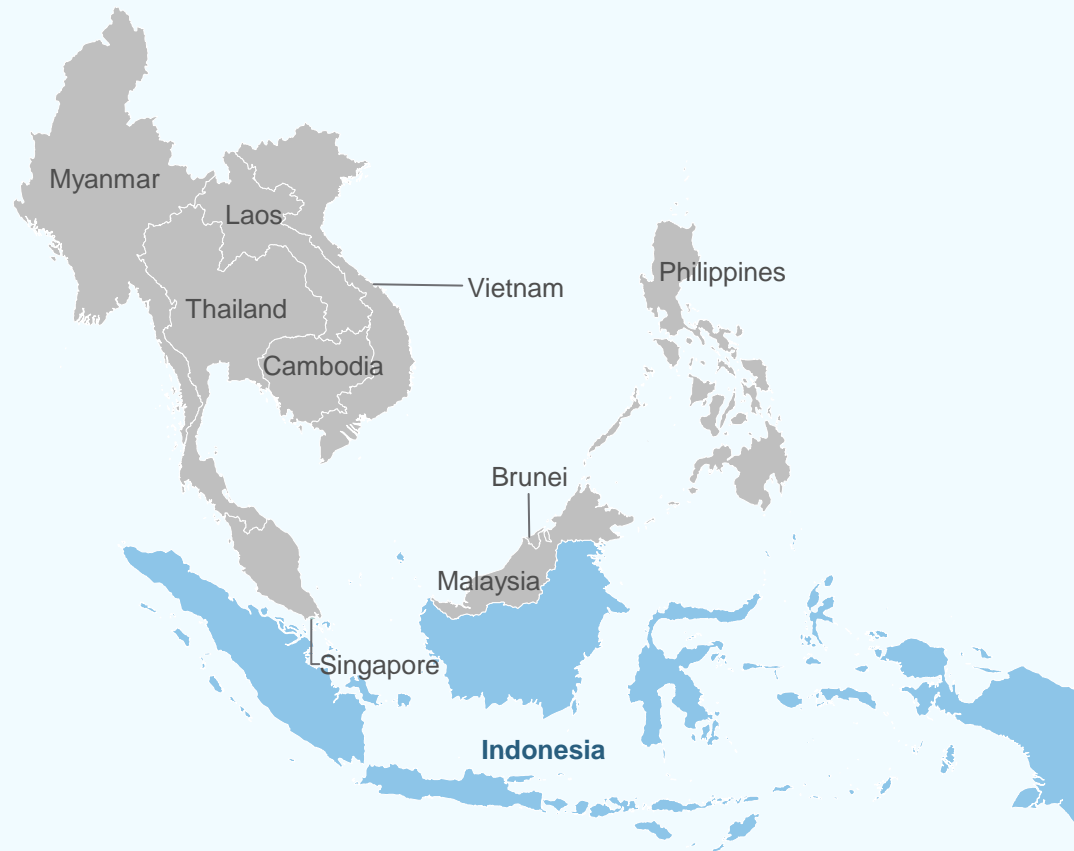 Myanmar
Laos
Philippines
Vietnam
Thailand
Cambodia
Brunei
Malaysia
Singapore
Indonesia